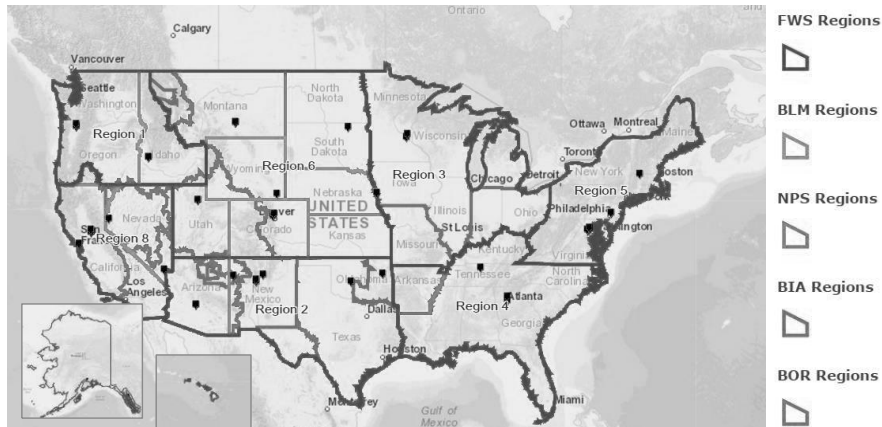 Ontario
Calgary
Vancouver
Seattle
Washington
Montana
North
Dakota
Minnesota
Ottawa
Montreal
Maine
Region 1
Oregon
Idaho
South
Dakota
Wisconsin
Toronto
Wyoming
Region 6
Region 3
Chicago
Detroit
New York
Boston
Region 5
Nebraska
Iowa
Philadelphia
Nevada
Utah
Denver
Colorado
UNITED
STATES
Kansas
Illinois
Ohio
St Louis
Missouri
Region 8
California
Kentucky
Virginia
Los
Angeles
Arizona
New
Mexico
Region 2
Oklahoma
Arkansas
Tennessee
North
Carolina
Region 4
Atlanta
Georgia
Dallas
Texas
Houston
Monterrey
Gulf of
Mexico
Miami
FWS Regions
BLM Regions
NPS Regions
BIA Regions
BOR Regions